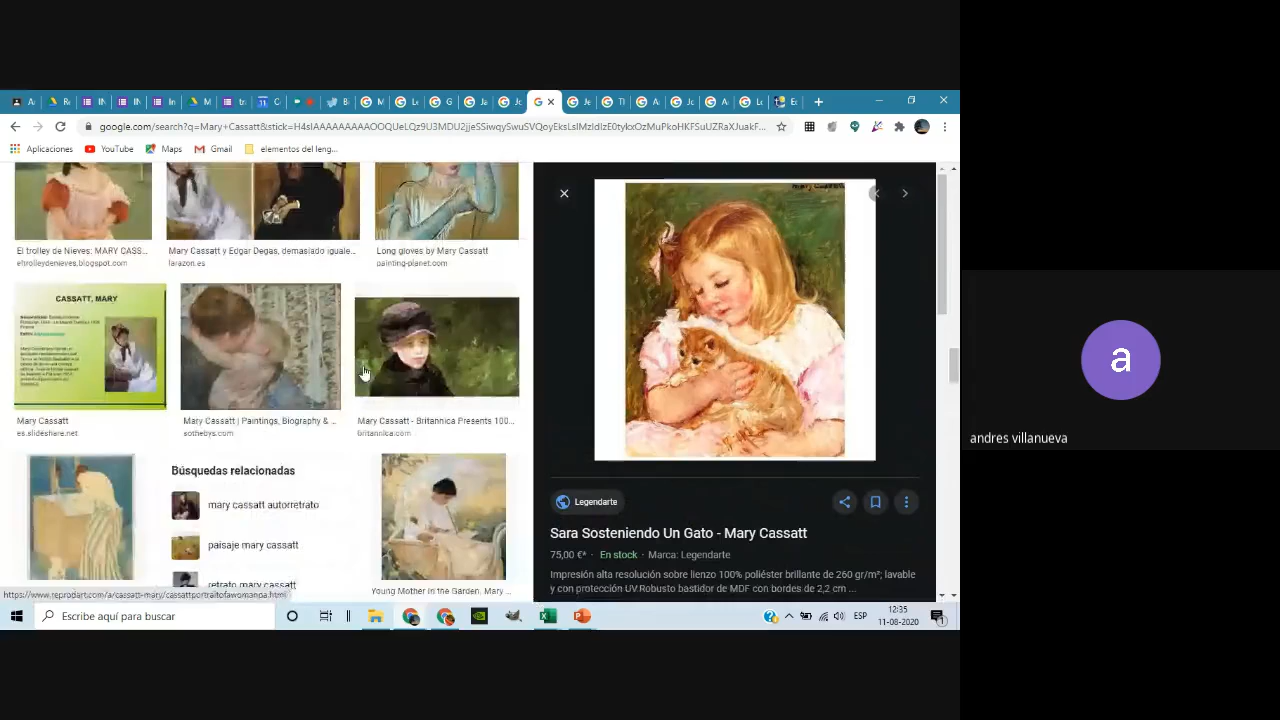 google.com/search?q=Mary+Cassatt&stick=
Aplicaciones
YouTube
Maps
Gmail
elementos del leng...
El trolley de Nieves: MARY CASS...
eltrolleydenieves.blogspot.com
Mary Cassatt y Edgar Degas, demasiado iguale...
larazon.es
Long gloves by Mary Cassatt
painting-planet.com
CASSATT, MARY
Mary Cassatt
es.slideshare.net
Mary Cassatt | Paintings, Biography & ...
sothebys.com
Mary Cassatt - Britannica Presents 100...
britannica.com
Búsquedas relacionadas
mary cassatt autorretrato
paisaje mary cassatt
retrato mary cassatt
Young Mother in the Garden, Mary ...
https://www.reprodart.com/a/cassatt-mary/cassattportraitofawomanpa.html
Legendarte
Sara Sosteniendo Un Gato - Mary Cassatt
75,00 €* · En stock · Marca: Legendarte
Impresión alta resolución sobre lienzo 100% poliéster brillante de 260 gr/m²; lavable
y con protección UV.Robusto bastidor de MDF con bordes de 2,2 cm ...
Escribe aquí para buscar
ESP
12:35
11-08-2020
a
andres villanueva